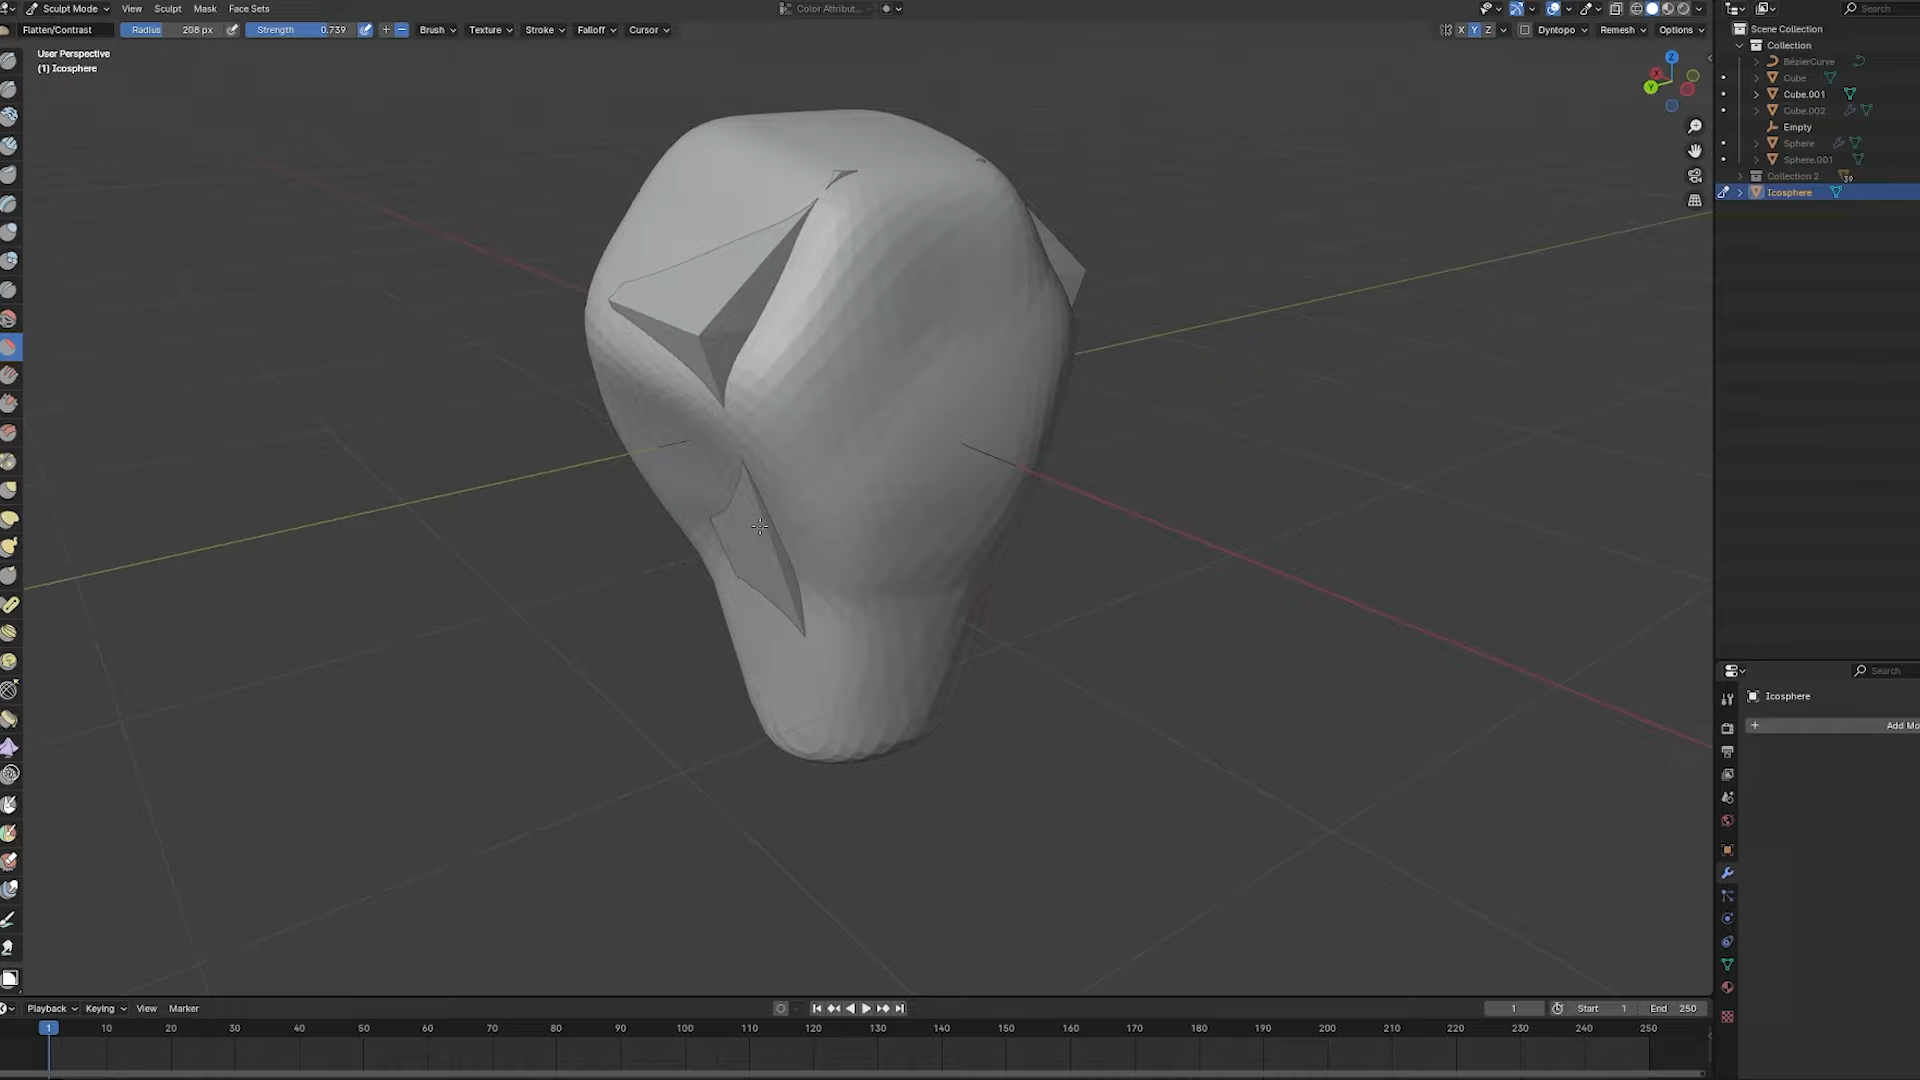 Sculpt Mode View Sculpt Mask Face Sets Color Attribut... Search
Flatten/Contrast Radius 208 px Strength 0.739 Brush Texture Stroke Falloff Cursor X Y Z Dyntopo Remesh Options
User Perspective
(1) Icosphere
Scene Collection
Collection
BézierCurve
Cube
Cube.001
Cube.002
Empty
Sphere
Sphere.001
Collection 2 39
Icosphere
Z
X
Y
Search
Icosphere
+ Add Mo
Playback Keying View Marker 1 Start 1 End 250
1 10 20 30 40 50 60 70 80 90 100 110 120 130 140 150 160 170 180 190 200 210 220 230 240 250